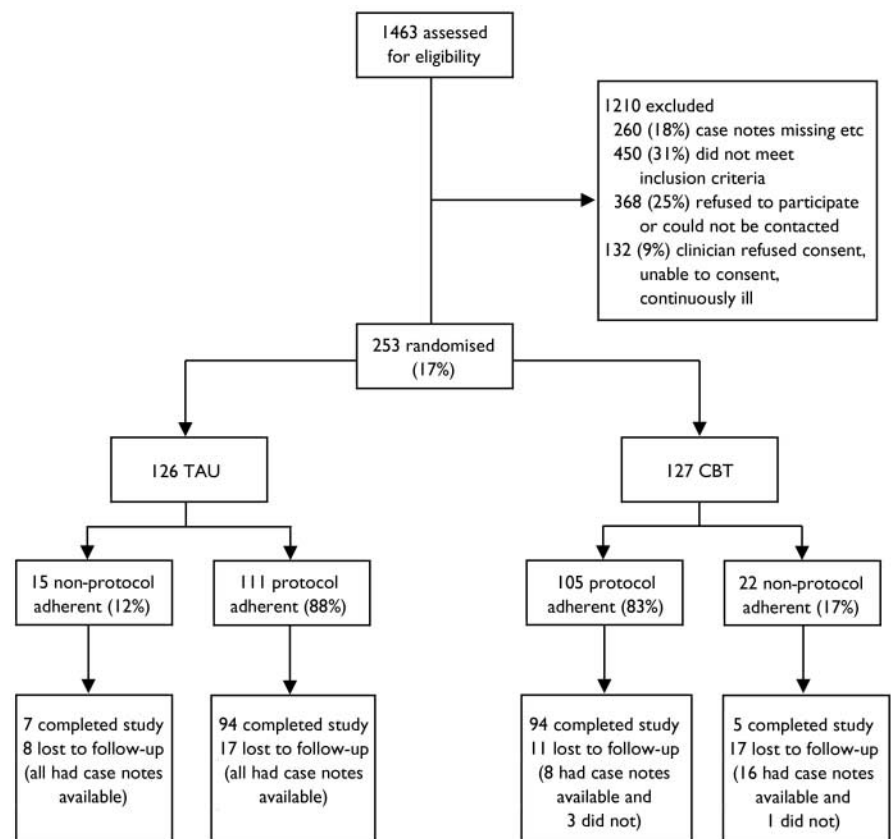 1463 assessed
for eligibility
1210 excluded
260 (18%) case notes missing etc
450 (31%) did not meet
inclusion criteria
368 (25%) refused to participate
or could not be contacted
132 (9%) clinician refused consent,
unable to consent,
continuously ill
253 randomised
(17%)
126 TAU
127 CBT
15 non-protocol
adherent (12%)
111 protocol
adherent (88%)
105 protocol
adherent (83%)
22 non-protocol
adherent (17%)
7 completed study
8 lost to follow-up
(all had case notes
available)
94 completed study
17 lost to follow-up
(all had case notes
available)
94 completed study
11 lost to follow-up
(8 had case notes
available and
3 did not)
5 completed study
17 lost to follow-up
(16 had case notes
available and
1 did not)